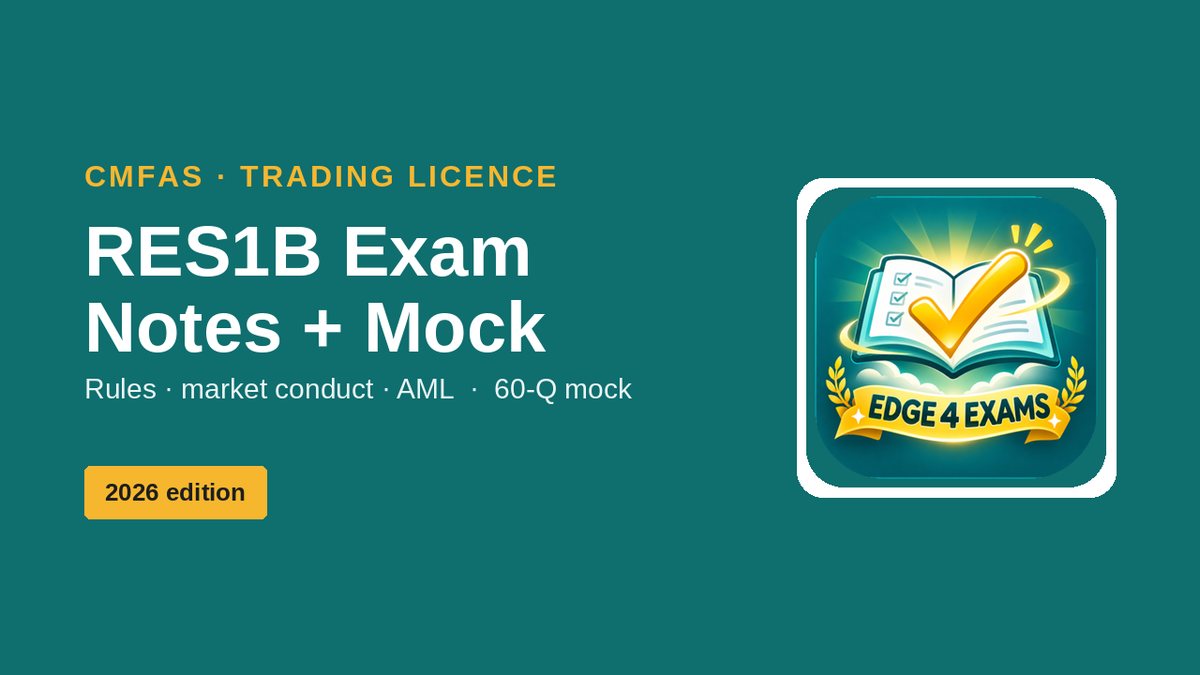 CMFAS · TRADING LICENCE
RES1B Exam
Notes + Mock
Rules · market conduct · AML · 60-Q mock
2026 edition
EDGE 4 EXAMS